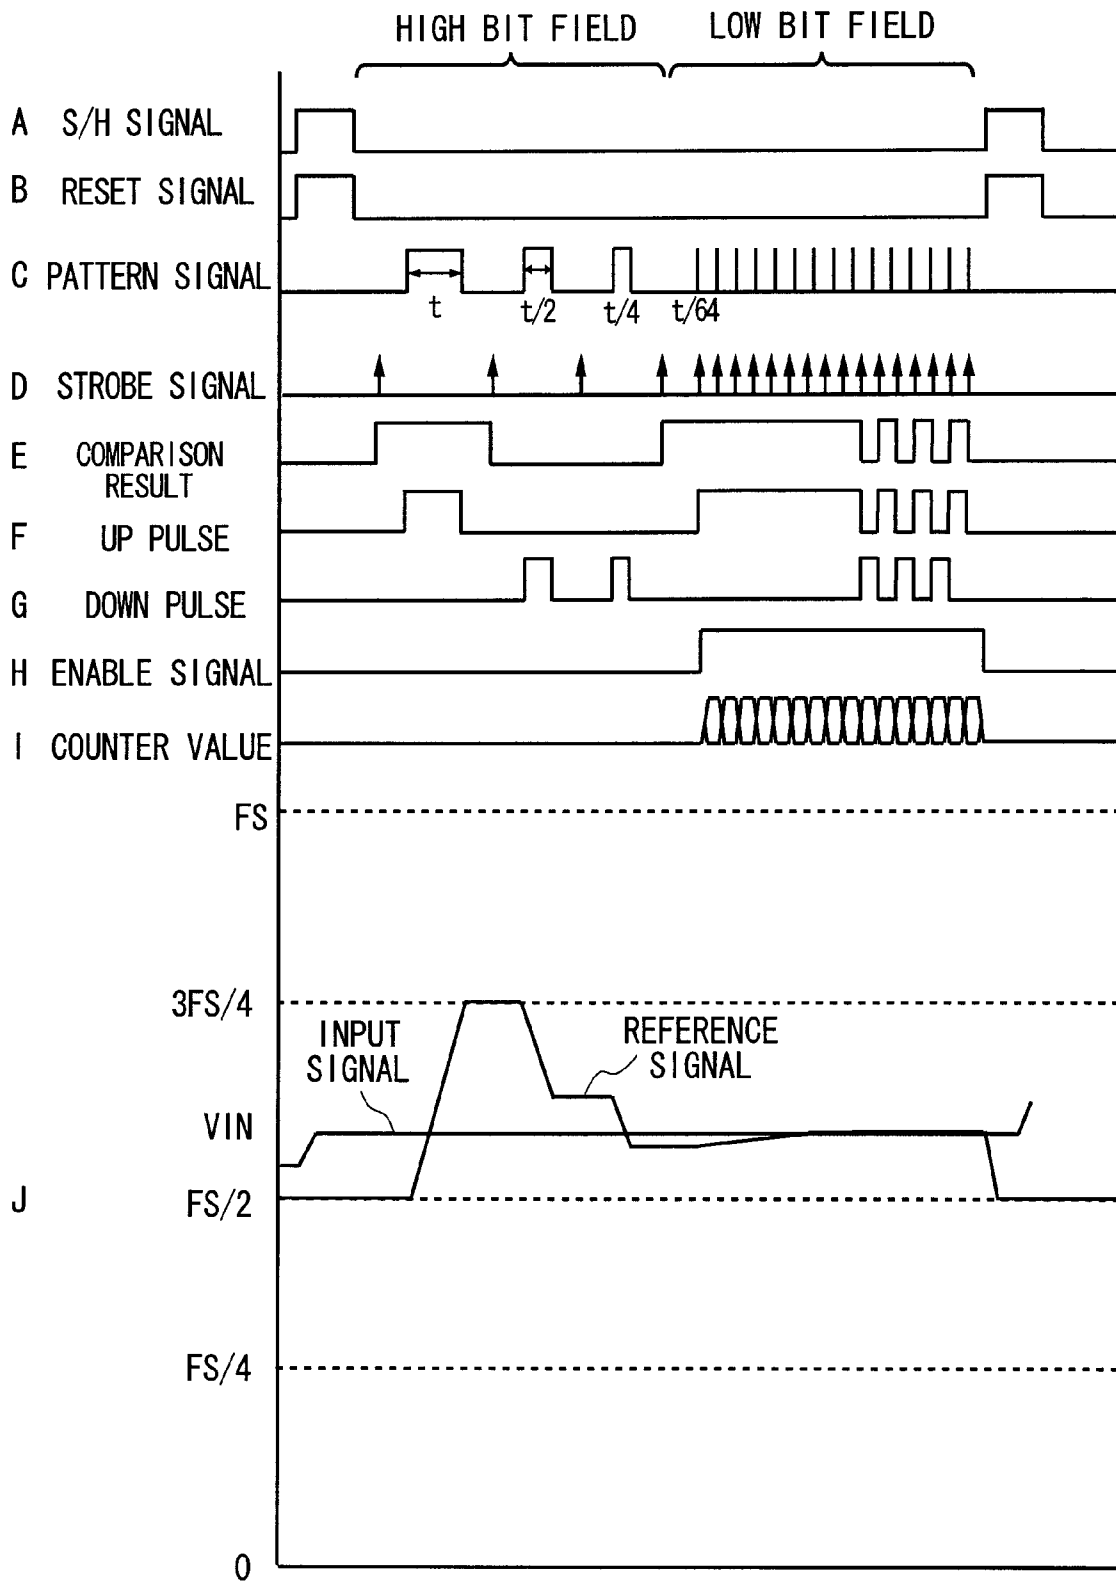 HIGH BIT FIELD LOW BIT FIELD
A S/H SIGNAL
B RESET SIGNAL
C PATTERN SIGNAL
t t/2 t/4 t/64
D STROBE SIGNAL
E COMPARISON
RESULT
F UP PULSE
G DOWN PULSE
H ENABLE SIGNAL
I COUNTER VALUE
FS
3FS/4
INPUT
SIGNAL
REFERENCE
SIGNAL
VIN
J FS/2
FS/4
0